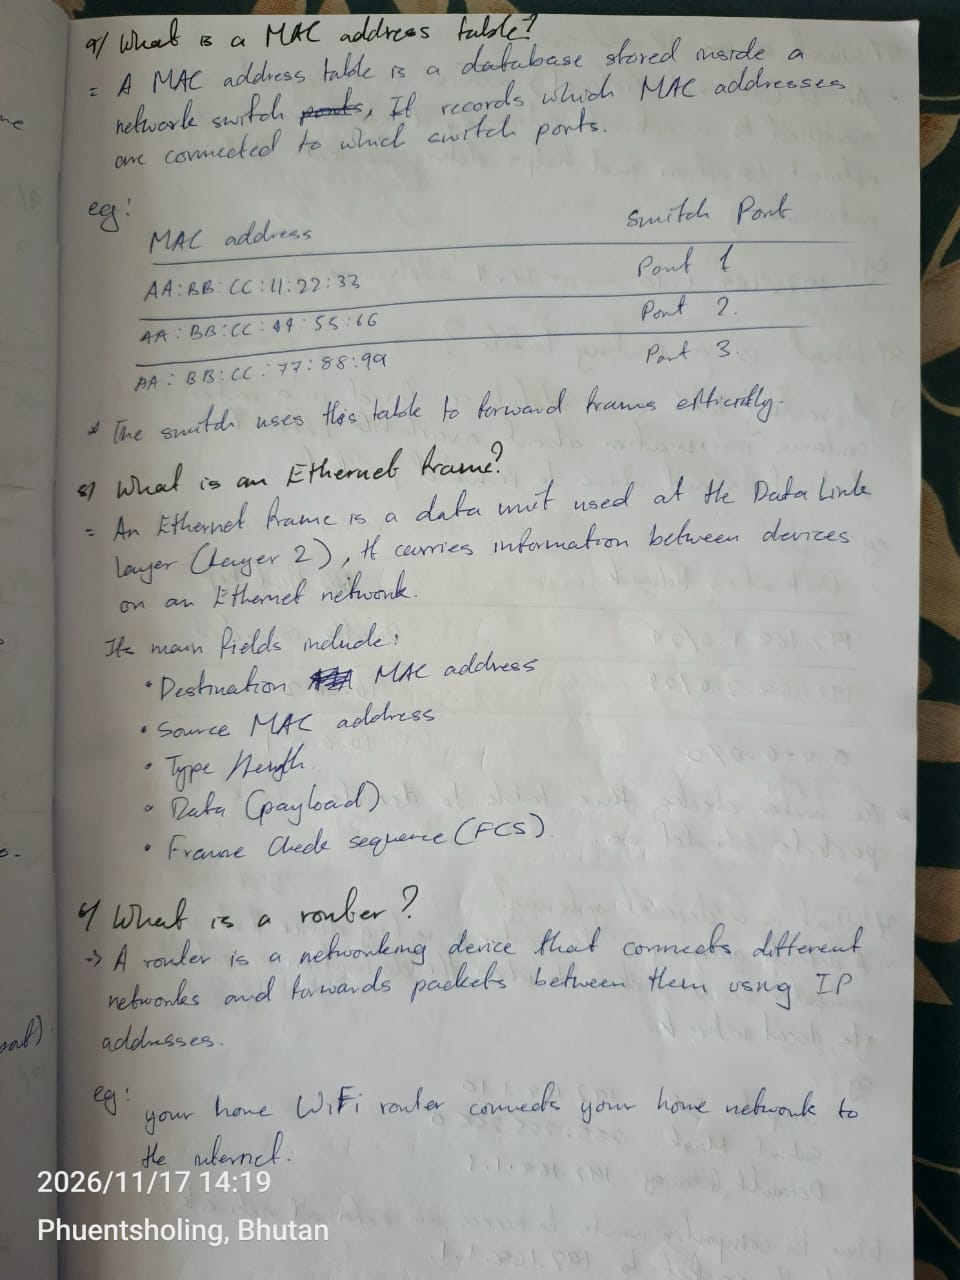 9/ What is a MAC address table?
= A MAC address table is a database stored inside a
network switch ports, It records which MAC addresses
are connected to which switch ports.
eg:
MAC address Switch Port
AA:BB:CC:11:22:33 Port 1
AA:BB:CC:44:55:66 Port 2.
AA:BB:CC:77:88:99 Port 3.
* The switch uses this table to forward frames efficiently.
8/ What is an Ethernet frame?
= An Ethernet frame is a data unit used at the Data Link
layer (Layer 2), It carries information between devices
on an Ethernet network.
Its main fields include:
• Destination MAC address
• Source MAC address
• Type/length
• Data (payload)
• Frame Check sequence (FCS).
6/ What is a router?
-> A router is a networking device that connects different
networks and forwards packets between them using IP
addresses.
eg:
your home WiFi router connects your home network to
the internet.
2026/11/17 14:19
Phuentsholing, Bhutan